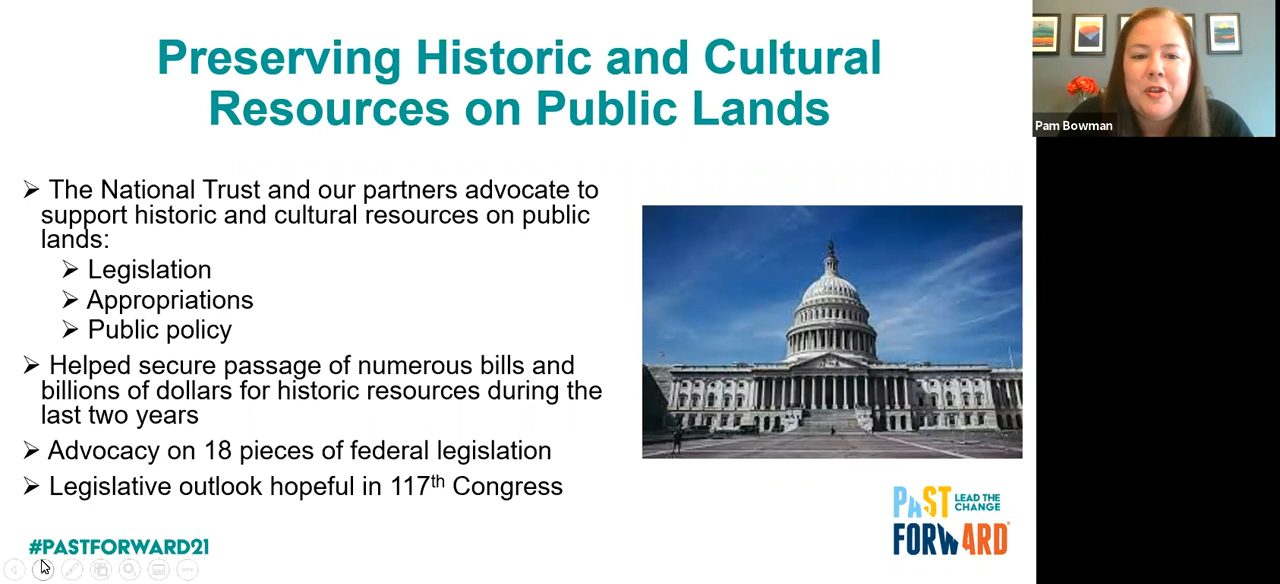 Preserving Historic and Cultural
Resources on Public Lands
Pam Bowman
➢ The National Trust and our partners advocate to
support historic and cultural resources on public
lands:
➢ Legislation
➢ Appropriations
➢ Public policy
➢ Helped secure passage of numerous bills and
billions of dollars for historic resources during the
last two years
➢ Advocacy on 18 pieces of federal legislation
➢ Legislative outlook hopeful in 117th Congress
PAST LEAD THE
CHANGE
FORWARD®
#PASTFORWARD21